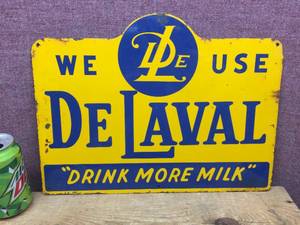 DLE
WE USE
DE LAVAL
"DRINK MORE MILK"